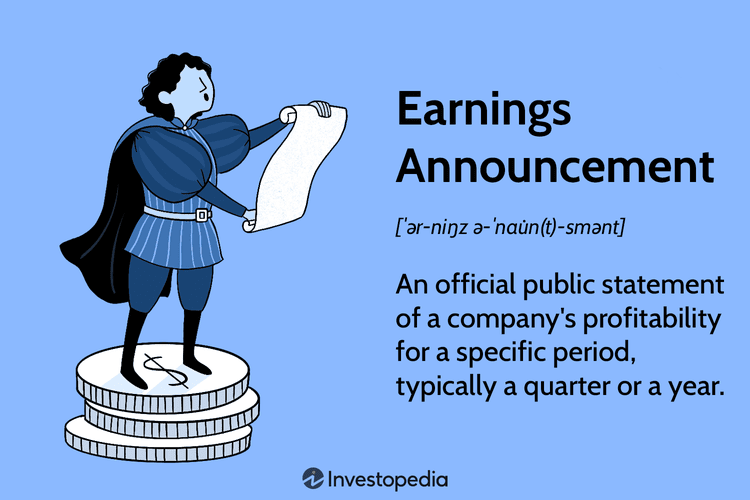 Earnings
Announcement
[ˈər-niŋz ə-ˈnau̇n(t)-smənt]
An official public statement
of a company's profitability
for a specific period,
typically a quarter or a year.
$
Investopedia